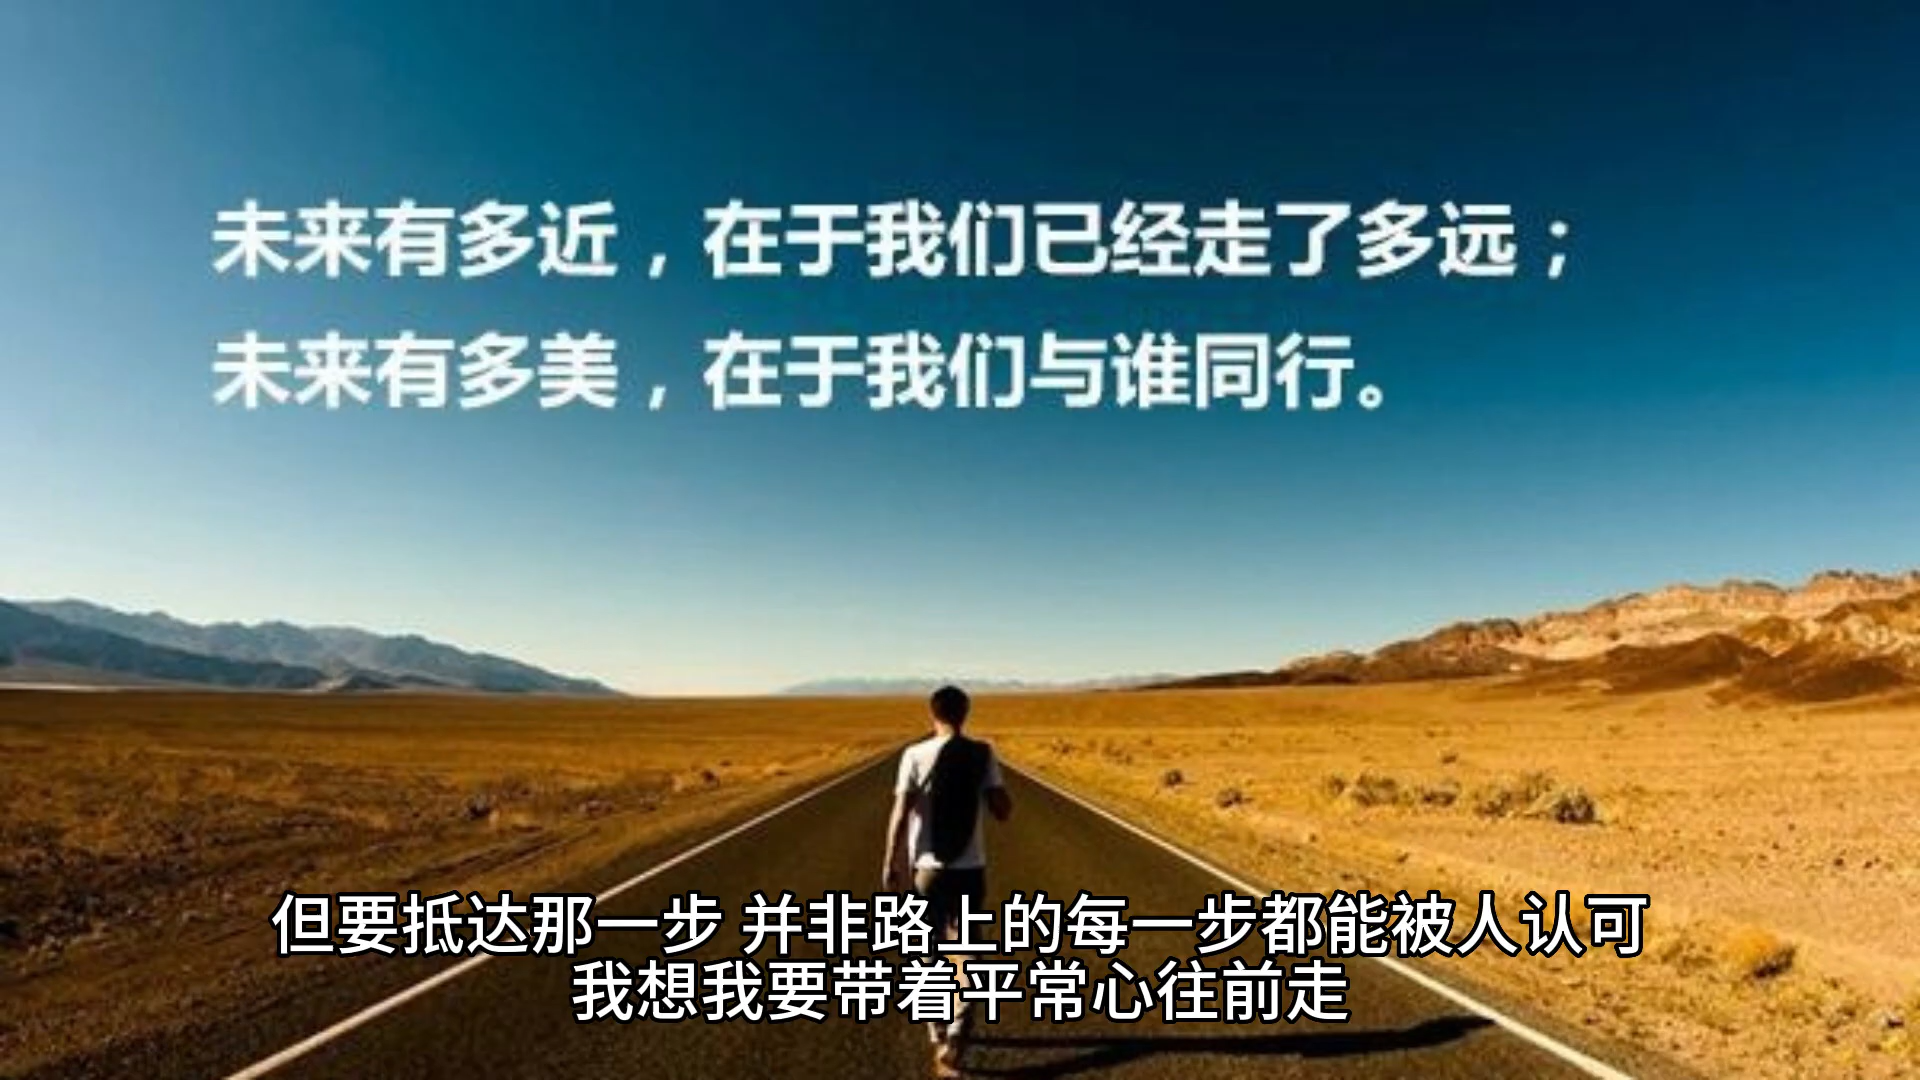 未来有多近，在于我们已经走了多远；
未来有多美，在于我们与谁同行。
但要抵达那一步 并非路上的每一步都能被人认可
我想我要带着平常心往前走